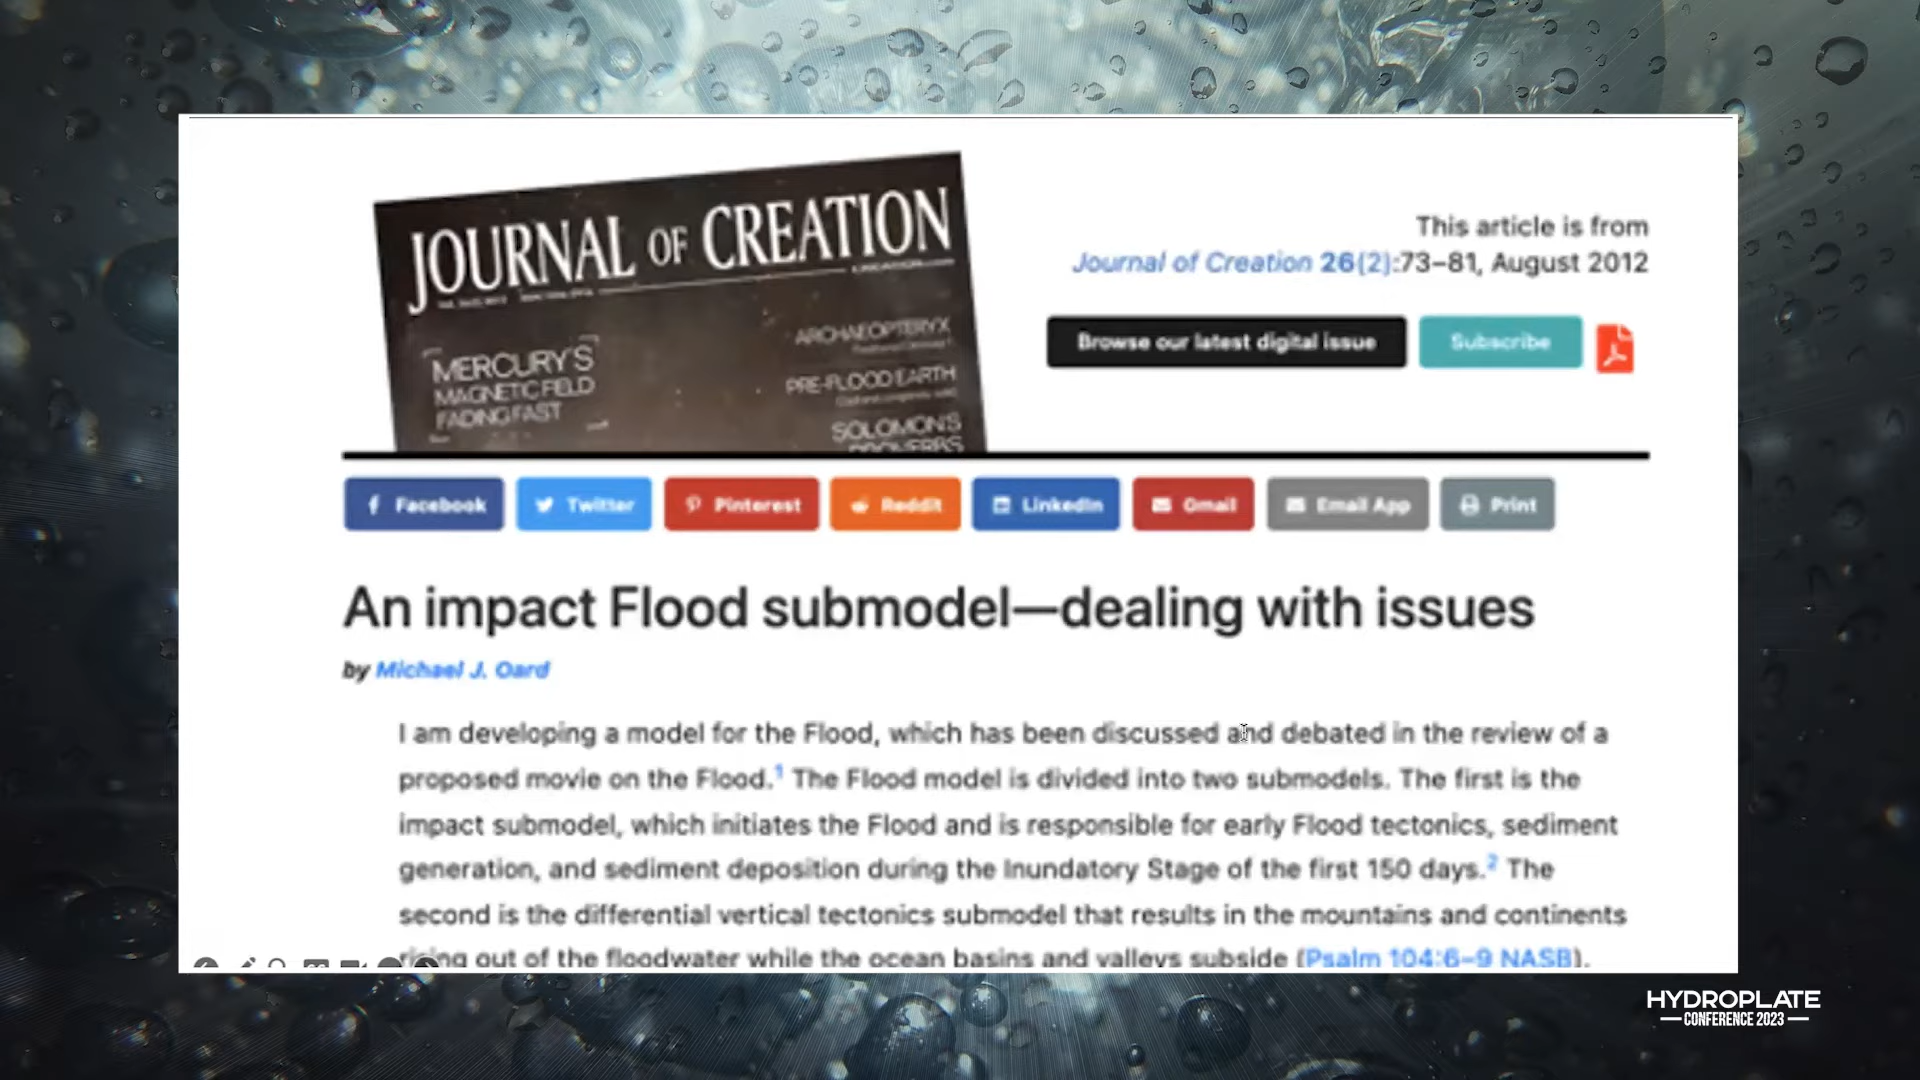 JOURNAL OF CREATION
MERCURY'S
MAGNETIC FIELD
FADING FAST
ARCHAEOPTERYX
PRE-FLOOD EARTH
SOLOMON'S
PROVERBS
This article is from
Journal of Creation 26(2):73–81, August 2012
Browse our latest digital issue
Subscribe
Facebook
Twitter
Pinterest
Reddit
LinkedIn
Gmail
Email App
Print
An impact Flood submodel—dealing with issues
by Michael J. Oard
I am developing a model for the Flood, which has been discussed and debated in the review of a
proposed movie on the Flood.1 The Flood model is divided into two submodels. The first is the
impact submodel, which initiates the Flood and is responsible for early Flood tectonics, sediment
generation, and sediment deposition during the Inundatory Stage of the first 150 days.2 The
second is the differential vertical tectonics submodel that results in the mountains and continents
rising out of the floodwater while the ocean basins and valleys subside (Psalm 104:6–9 NASB).
HYDROPLATE
CONFERENCE 2023